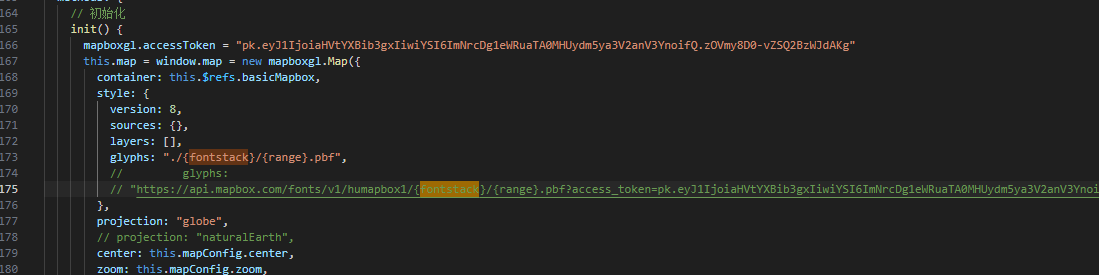 164 // 初始化
165 init() {
166 mapboxgl.accessToken = "pk.eyJ1IjoiaHVtYXBib3gxIiwiYSI6ImNrcDg1eWRuaTA0MHUydm5ya3V2anV3YnoifQ.zOVmy8D0-vZSQ2BzWJdAKg"
167 this.map = window.map = new mapboxgl.Map({
168 container: this.$refs.basicMapbox,
169 style: {
170 version: 8,
171 sources: {},
172 layers: [],
173 glyphs: "./{fontstack}/{range}.pbf",
174 // glyphs:
175 // "https://api.mapbox.com/fonts/v1/humapbox1/{fontstack}/{range}.pbf?access_token=pk.eyJ1IjoiaHVtYXBib3gxIiwiYSI6ImNrcDg1eWRuaTA0MHUydm5ya3V2anV3Ynoi
176 },
177 projection: "globe",
178 // projection: "naturalEarth",
179 center: this.mapConfig.center,
180 zoom: this.mapConfig.zoom,